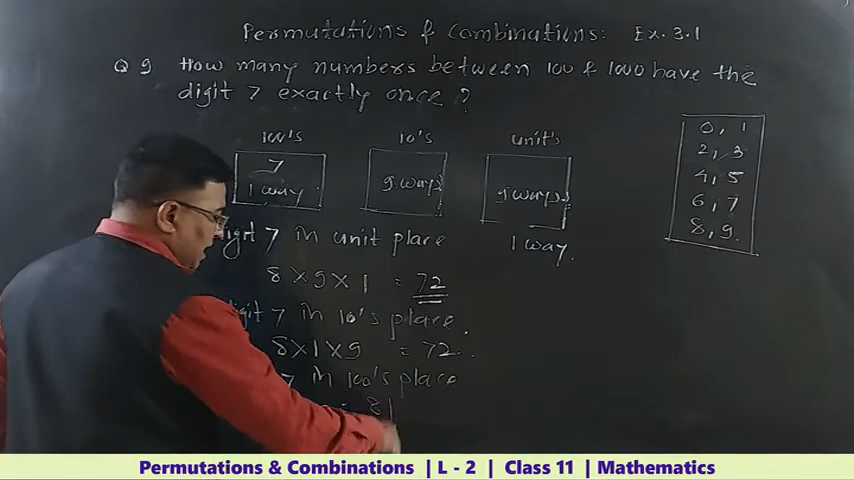 Permutations & Combinations: Ex. 3.1
Q 9 How many numbers between 100 & 1000 have the
digit 7 exactly once ?
100's 10's unit's
7
1 way 9 ways 9 ways
1 way.
0, 1
2, 3
4, 5
6, 7
8, 9.
digit 7 in unit place
8 × 9 × 1 = 72
digit 7 in 10's place.
8 × 1 × 9 = 72.
7 in 100's place
= 81
Permutations & Combinations | L - 2 | Class 11 | Mathematics